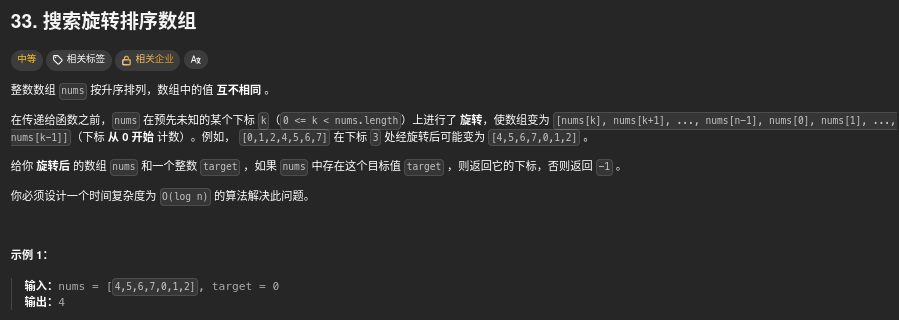 33. 搜索旋转排序数组
中等 相关标签 相关企业 Aa
整数数组 nums 按升序排列，数组中的值 互不相同 。
在传递给函数之前，nums 在预先未知的某个下标 k（0 <= k < nums.length）上进行了 旋转，使数组变为 [nums[k], nums[k+1], ..., nums[n-1], nums[0], nums[1], ...,
nums[k-1]]（下标 从 0 开始 计数）。例如， [0,1,2,4,5,6,7] 在下标 3 处经旋转后可能变为 [4,5,6,7,0,1,2] 。
给你 旋转后 的数组 nums 和一个整数 target ，如果 nums 中存在这个目标值 target ，则返回它的下标，否则返回 -1 。
你必须设计一个时间复杂度为 O(log n) 的算法解决此问题。
示例 1：
输入：nums = [4,5,6,7,0,1,2], target = 0
输出：4